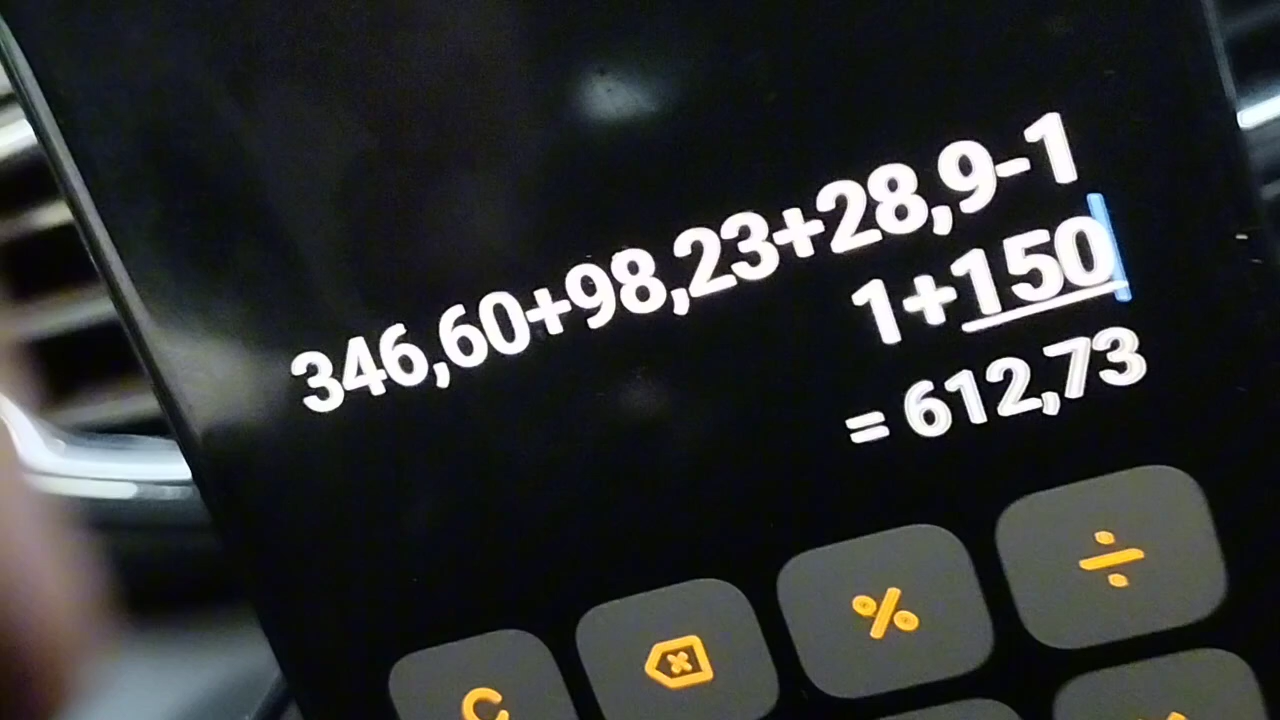 346,60+98,23+28,9-1
1+150
= 612,73
C % ÷